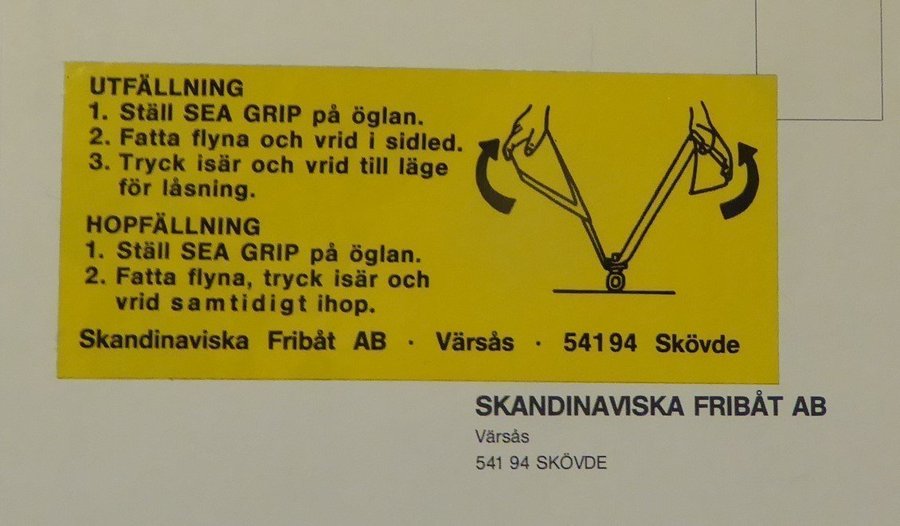 UTFÄLLNING
1. Ställ SEA GRIP på öglan.
2. Fatta flyna och vrid i sidled.
3. Tryck isär och vrid till läge
för låsning.
HOPFÄLLNING
1. Ställ SEA GRIP på öglan.
2. Fatta flyna, tryck isär och
vrid samtidigt ihop.
Skandinaviska Fribåt AB · Värsås · 541 94 Skövde
SKANDINAVISKA FRIBÅT AB
Värsås
541 94 SKÖVDE